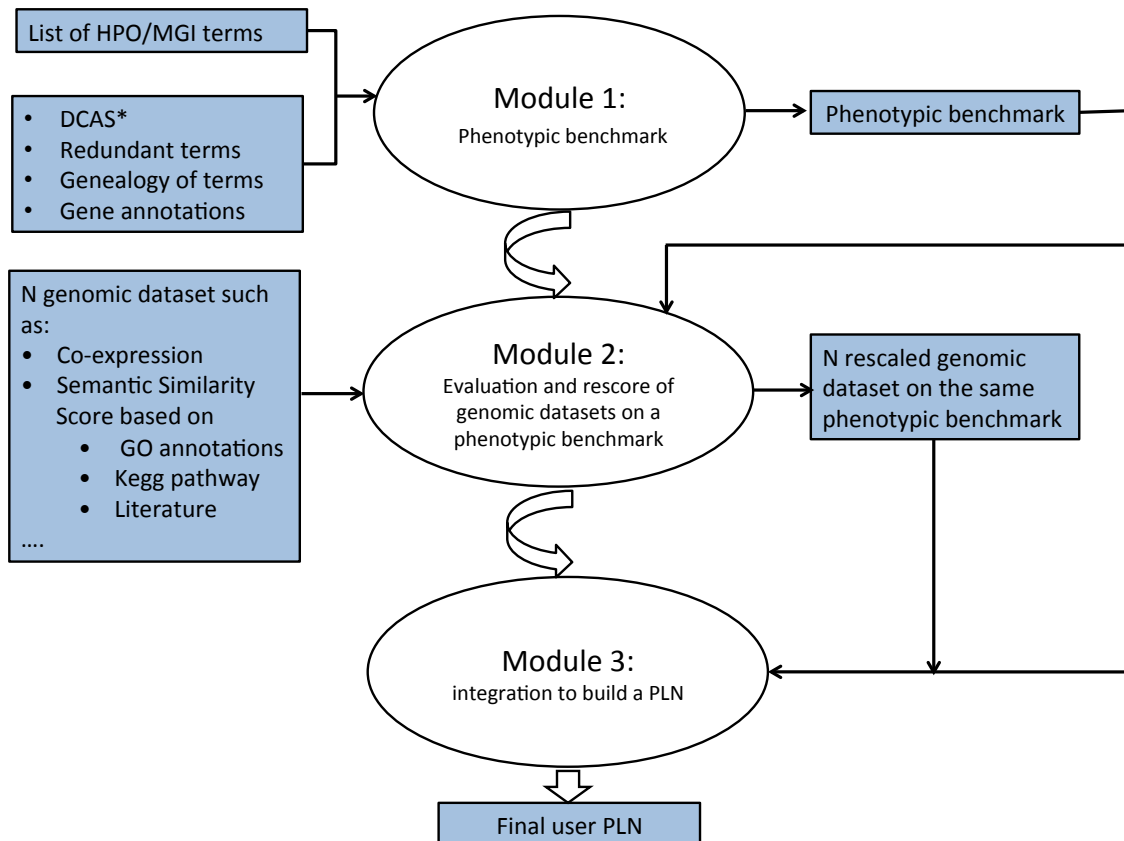 List of HPO/MGI terms
• DCAS*
• Redundant terms
• Genealogy of terms
• Gene annotations
Module 1:
Phenotypic benchmark
Phenotypic benchmark
N genomic dataset such
as:
• Co-expression
• Semantic Similarity
Score based on
• GO annotations
• Kegg pathway
• Literature
....
Module 2:
Evaluation and rescore of
genomic datasets on a
phenotypic benchmark
N rescaled genomic
dataset on the same
phenotypic benchmark
Module 3:
integration to build a PLN
Final user PLN